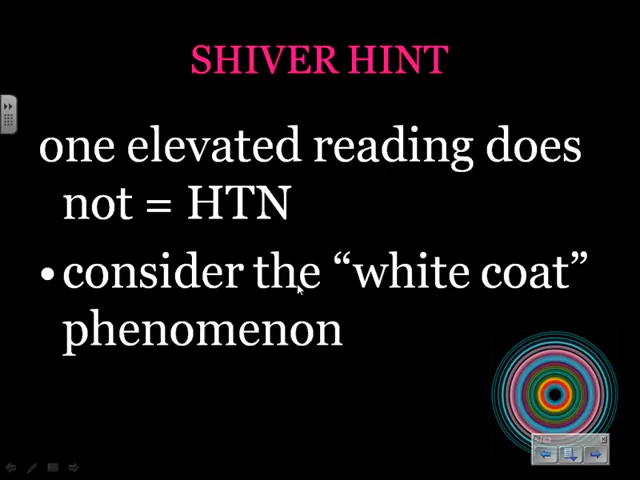 SHIVER HINT
one elevated reading does
not = HTN
• consider the “white coat”
phenomenon